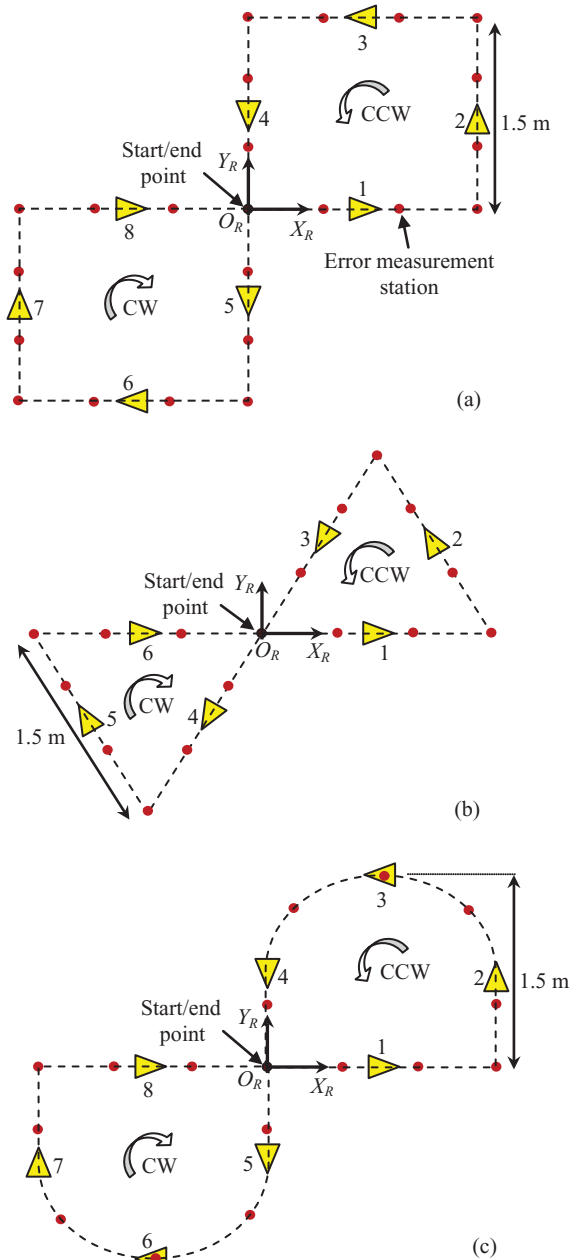 3
CCW
4
2
1.5 m
Start/end
point
Y_R
1
8
O_R
X_R
Error measurement
station
CW
7
5
6
(a)
3
2
CCW
Start/end
point
Y_R
6
O_R
X_R
1
CW
5
4
1.5 m
(b)
3
4
CCW
2
1.5 m
Start/end
point
Y_R
1
8
O_R
X_R
CW
7
5
6
(c)